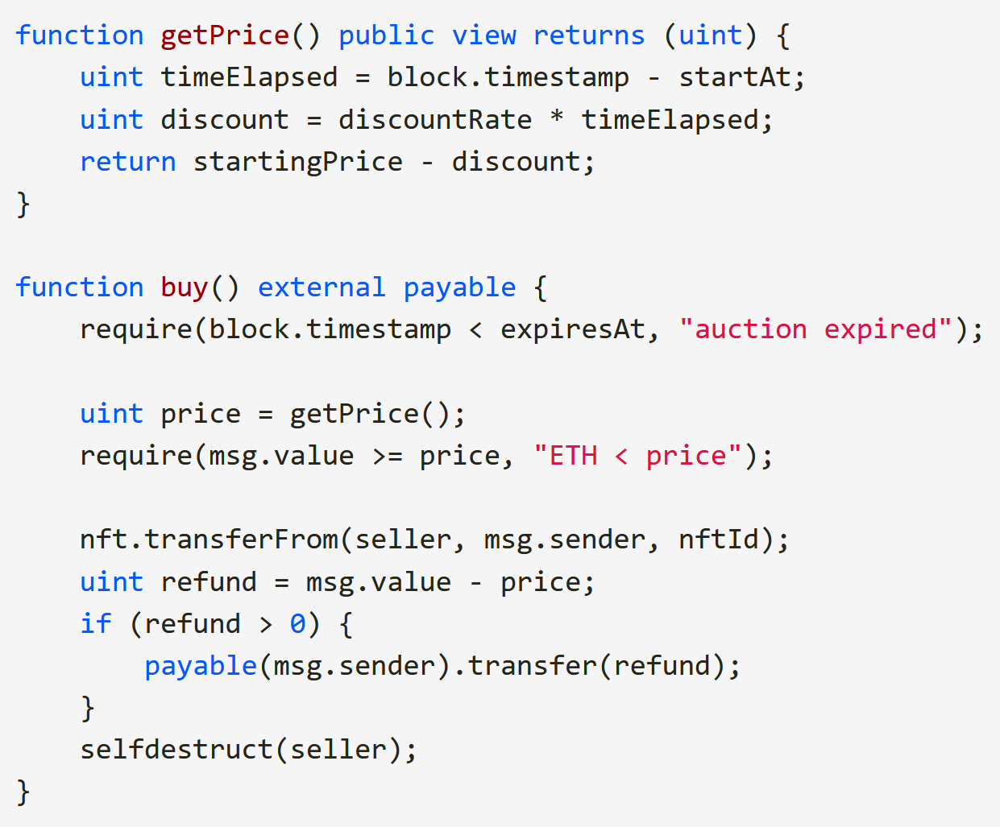 function getPrice() public view returns (uint) {
    uint timeElapsed = block.timestamp - startAt;
    uint discount = discountRate * timeElapsed;
    return startingPrice - discount;
}

function buy() external payable {
    require(block.timestamp < expiresAt, "auction expired");

    uint price = getPrice();
    require(msg.value >= price, "ETH < price");

    nft.transferFrom(seller, msg.sender, nftId);
    uint refund = msg.value - price;
    if (refund > 0) {
        payable(msg.sender).transfer(refund);
    }
    selfdestruct(seller);
}